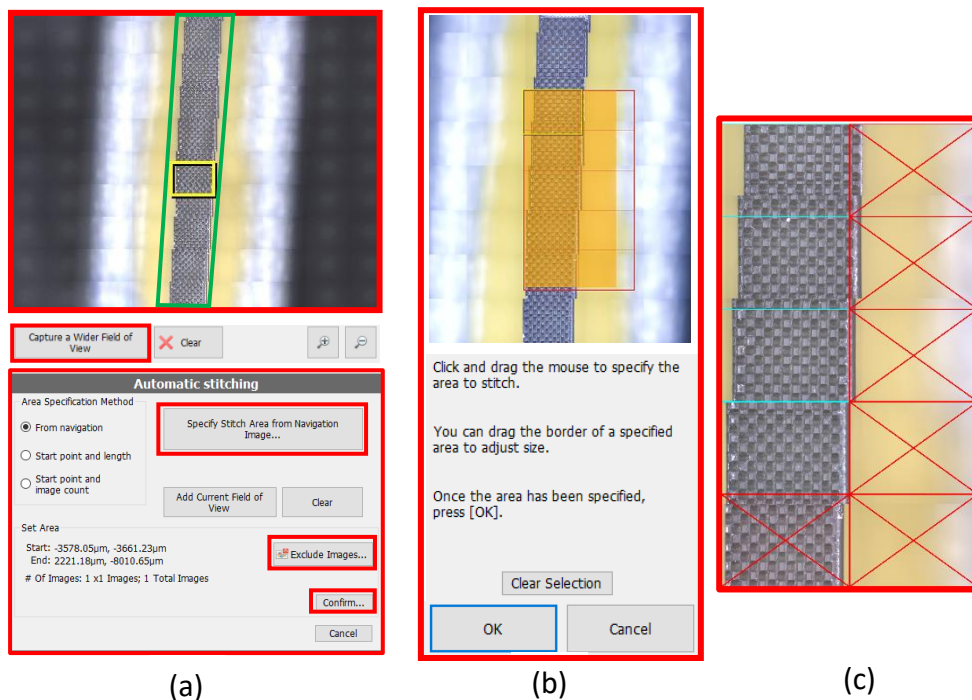 Capture a Wider Field of
View
Clear
Automatic stitching
Area Specification Method
From navigation
Start point and length
Start point and
image count
Specify Stitch Area from Navigation
Image...
Add Current Field of
View
Clear
Set Area
Start: -3578.05µm, -3661.23µm
End: 2221.18µm, -8010.65µm
# Of Images: 1 x1 Images; 1 Total Images
Exclude Images...
Confirm...
Cancel
(a)
Click and drag the mouse to specify the
area to stitch.
You can drag the border of a specified
area to adjust size.
Once the area has been specified,
press [OK].
Clear Selection
OK
Cancel
(b)
(c)